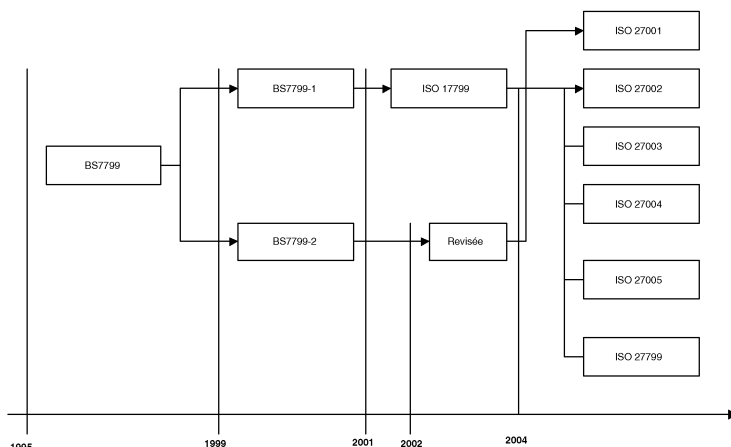 ISO 27001
BS7799-1
ISO 17799
ISO 27002
ISO 27003
BS7799
ISO 27004
BS7799-2
Revisée
ISO 27005
ISO 27799
1995
1999
2001
2002
2004